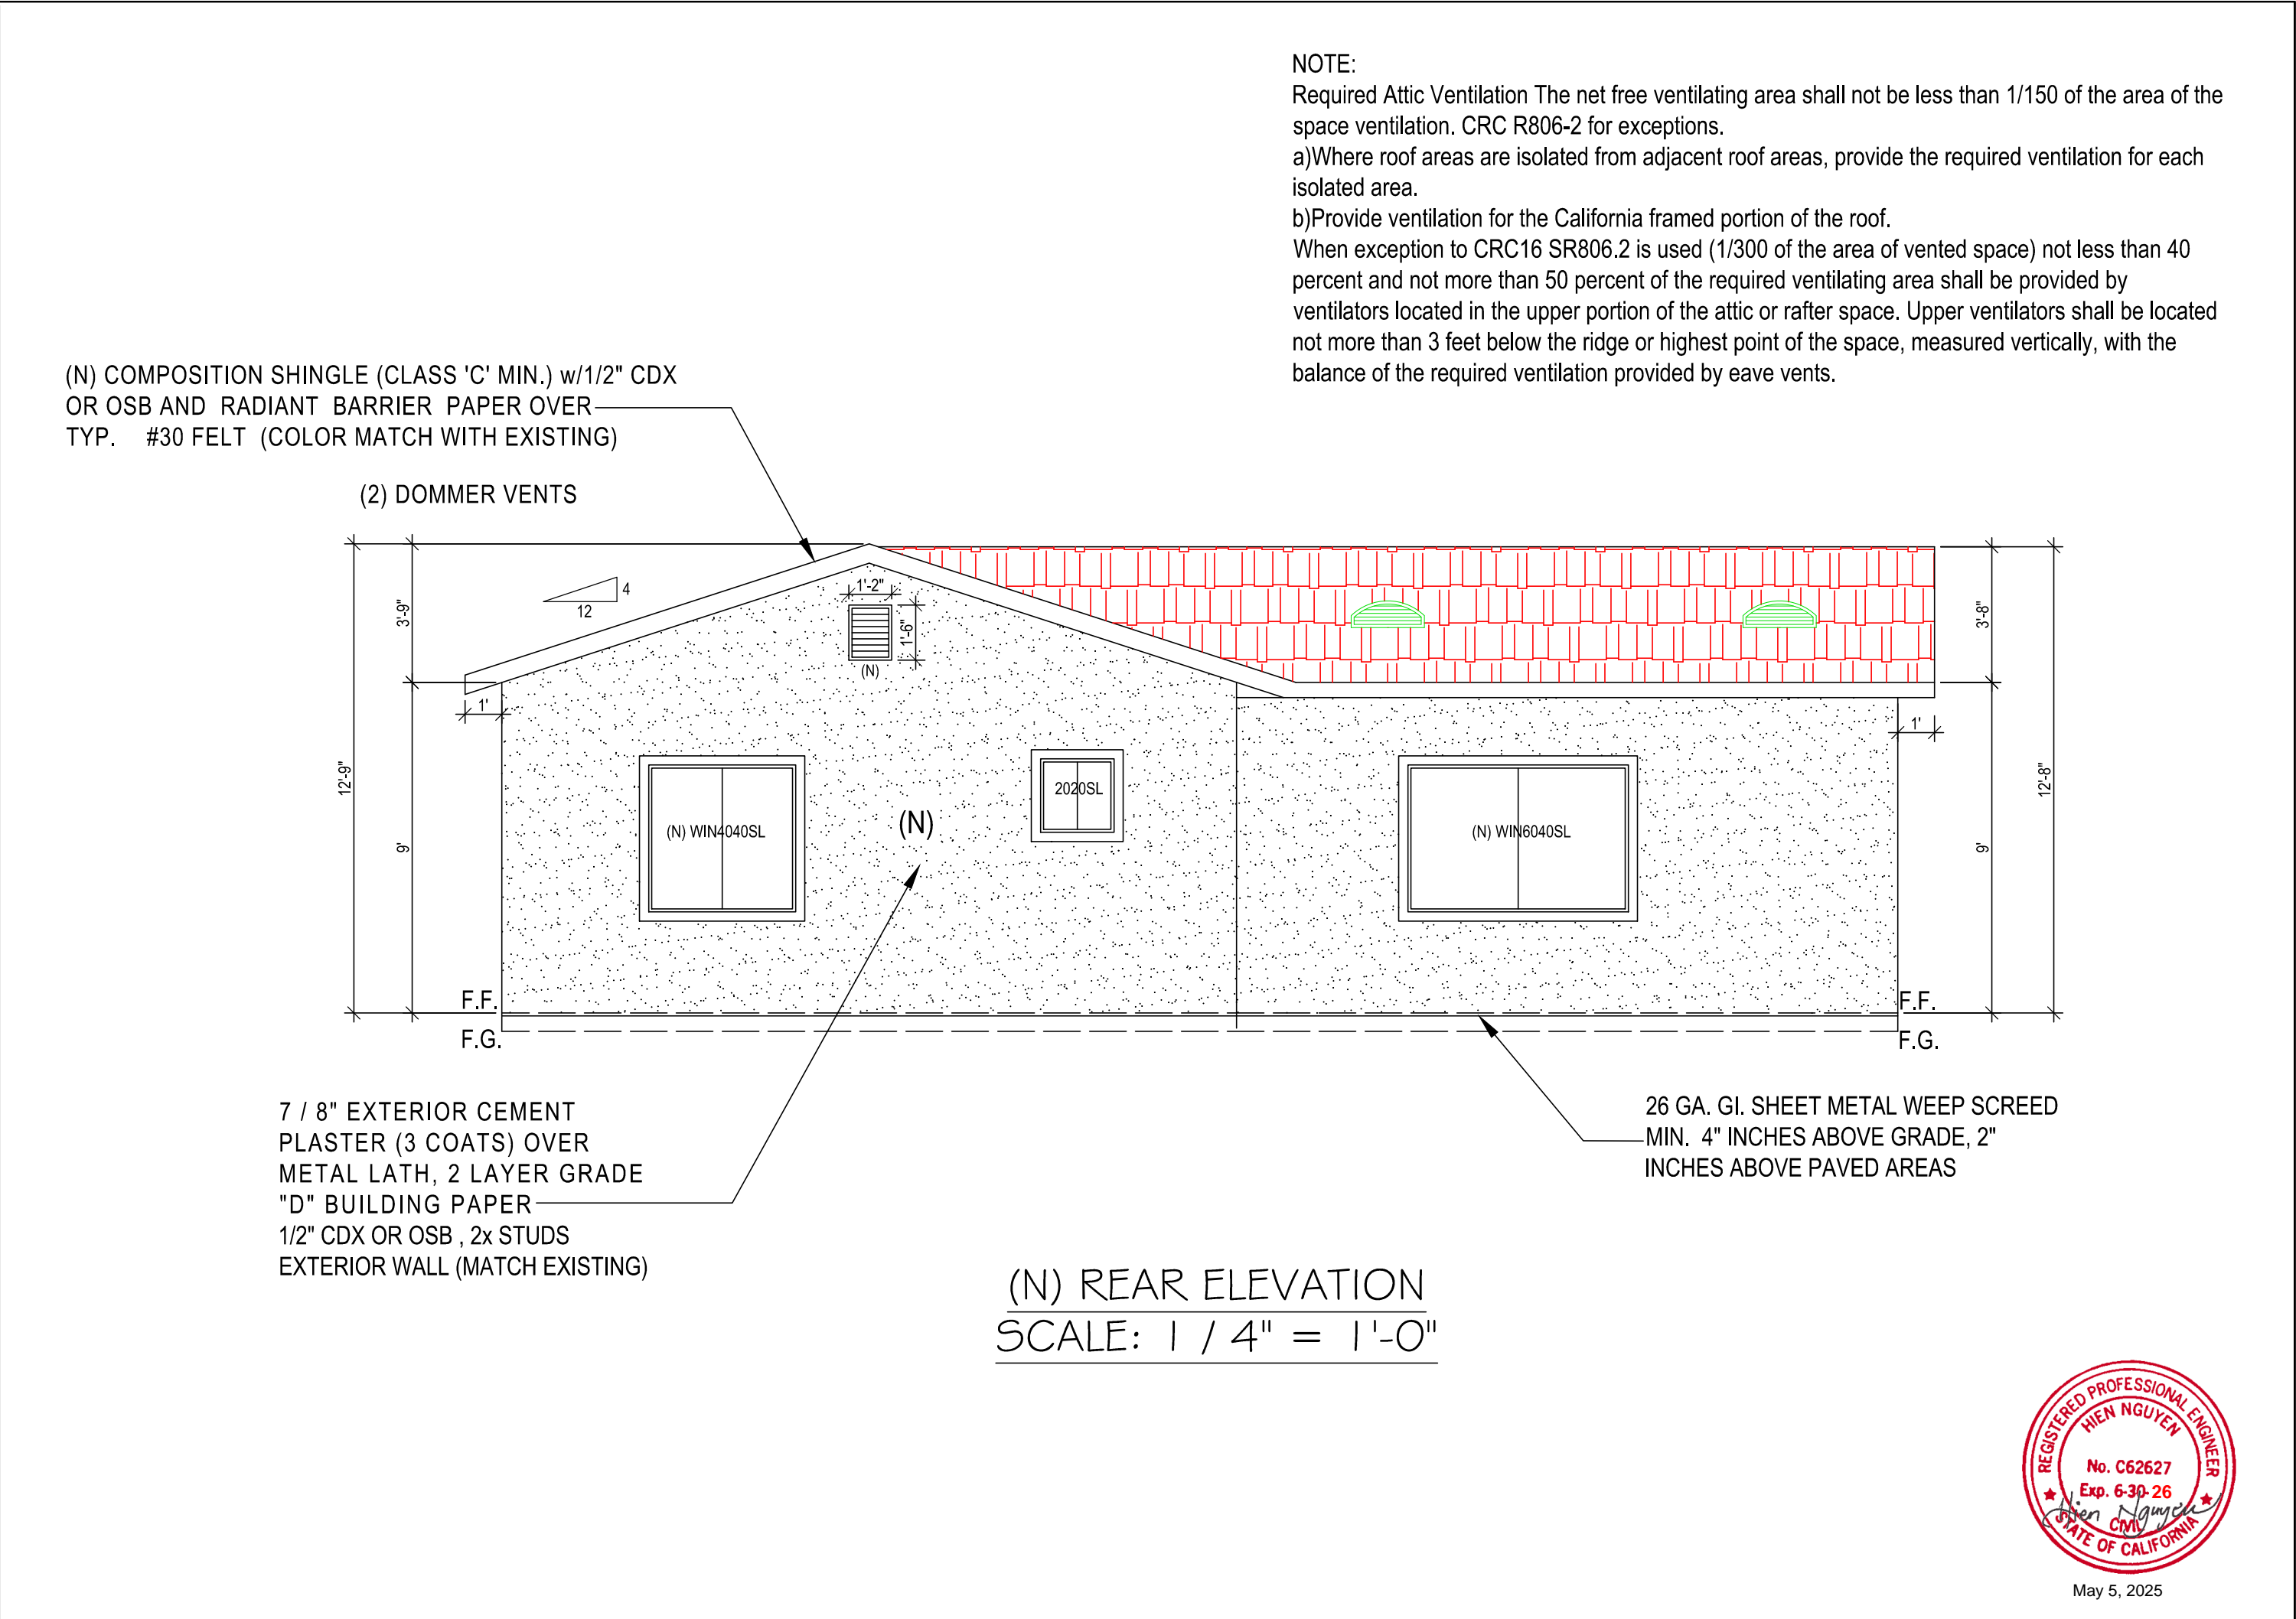 NOTE:
Required Attic Ventilation The net free ventilating area shall not be less than 1/150 of the area of the
space ventilation. CRC R806-2 for exceptions.
a)Where roof areas are isolated from adjacent roof areas, provide the required ventilation for each
isolated area.
b)Provide ventilation for the California framed portion of the roof.
When exception to CRC16 SR806.2 is used (1/300 of the area of vented space) not less than 40
percent and not more than 50 percent of the required ventilating area shall be provided by
ventilators located in the upper portion of the attic or rafter space. Upper ventilators shall be located
not more than 3 feet below the ridge or highest point of the space, measured vertically, with the
balance of the required ventilation provided by eave vents.
(N) COMPOSITION SHINGLE (CLASS 'C' MIN.) w/1/2" CDX
OR OSB AND RADIANT BARRIER PAPER OVER
TYP. #30 FELT (COLOR MATCH WITH EXISTING)
(2) DOMMER VENTS
4
12
3'-9"
1'-2"
1'-6"
(N)
3'-8"
1'
1'
12'-9"
9'
(N) WIN4040SL
(N)
2020SL
(N) WIN6040SL
9'
12'-8"
F.F.
F.F.
F.G.
F.G.
7 / 8" EXTERIOR CEMENT
PLASTER (3 COATS) OVER
METAL LATH, 2 LAYER GRADE
"D" BUILDING PAPER
1/2" CDX OR OSB , 2x STUDS
EXTERIOR WALL (MATCH EXISTING)
26 GA. GI. SHEET METAL WEEP SCREED
MIN. 4" INCHES ABOVE GRADE, 2"
INCHES ABOVE PAVED AREAS
(N) REAR ELEVATION
SCALE: 1 / 4" = 1'-0"
REGISTERED PROFESSIONAL ENGINEER
HIEN NGUYEN
No. C62627
Exp. 6-30-26
Hien Nguyen
CIVIL
STATE OF CALIFORNIA
May 5, 2025